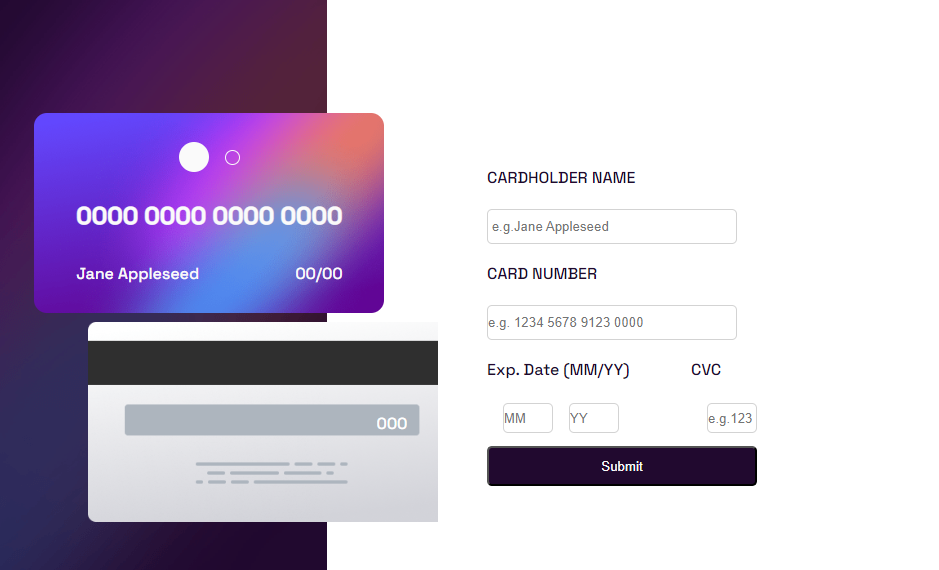 0000 0000 0000 0000
Jane Appleseed 00/00
000
CARDHOLDER NAME
e.g.Jane Appleseed
CARD NUMBER
e.g. 1234 5678 9123 0000
Exp. Date (MM/YY) CVC
MM YY e.g.123
Submit